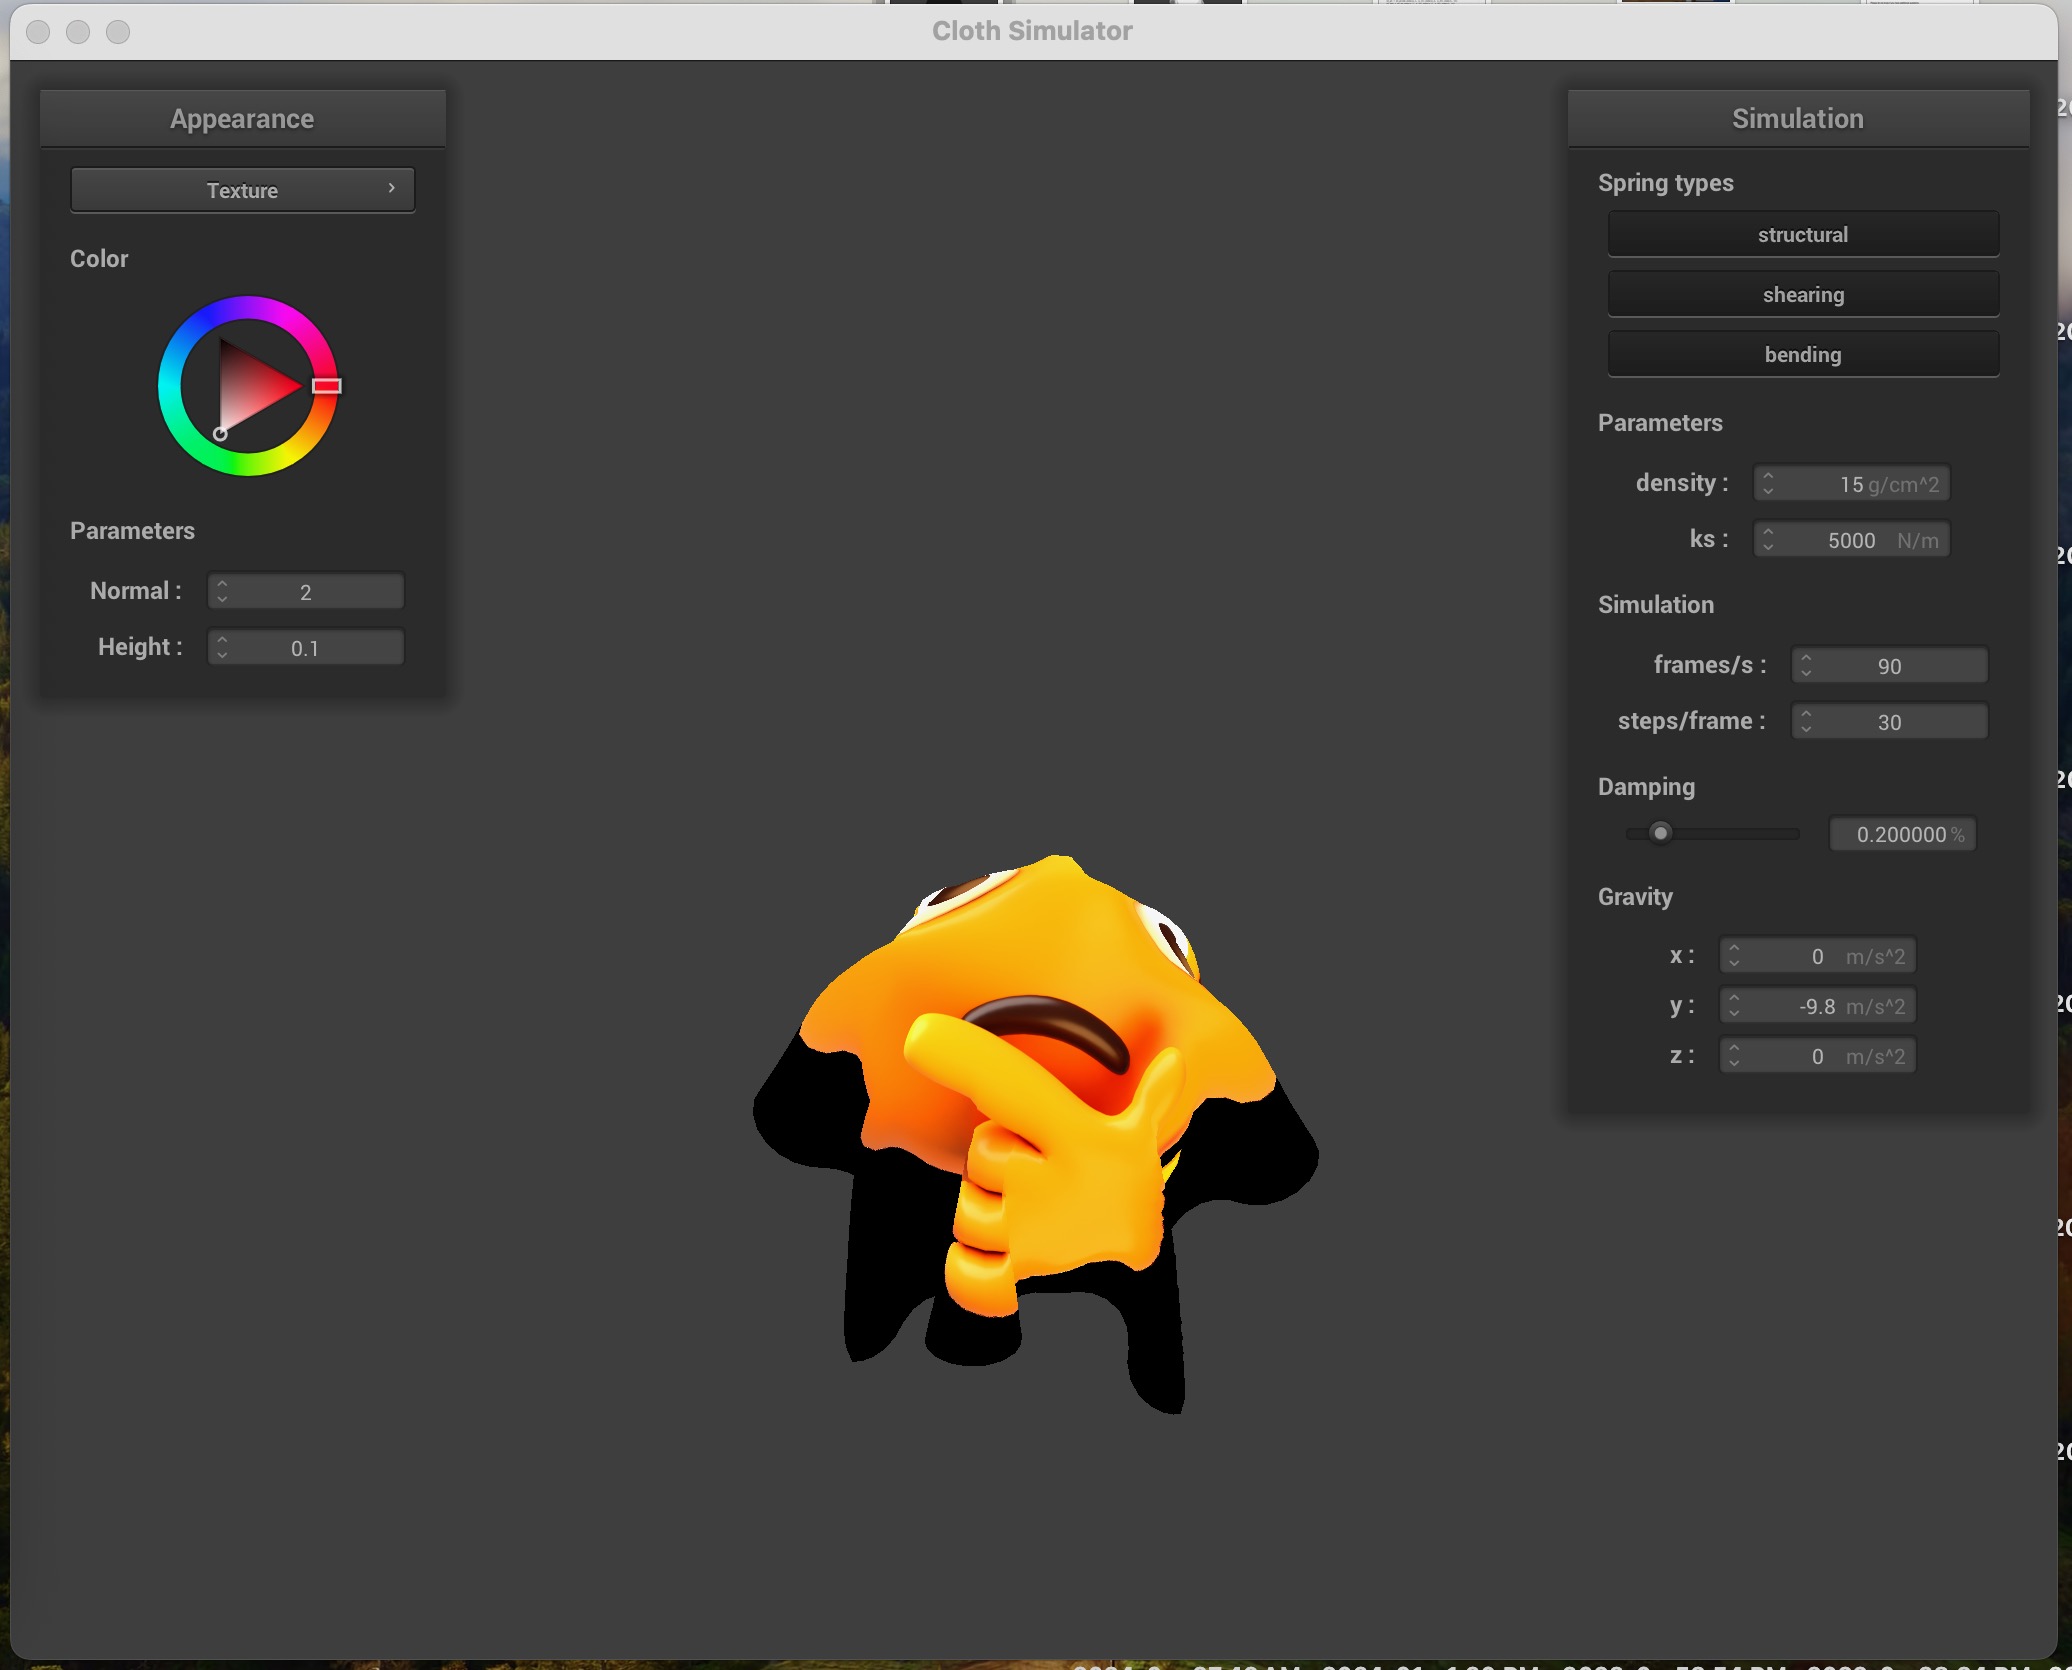 Cloth Simulator
Appearance
Texture
Color
Parameters
Normal : 2
Height : 0.1
Simulation
Spring types
structural
shearing
bending
Parameters
density : 15 g/cm^2
ks : 5000 N/m
Simulation
frames/s : 90
steps/frame : 30
Damping
0.200000 %
Gravity
x : 0 m/s^2
y : -9.8 m/s^2
z : 0 m/s^2